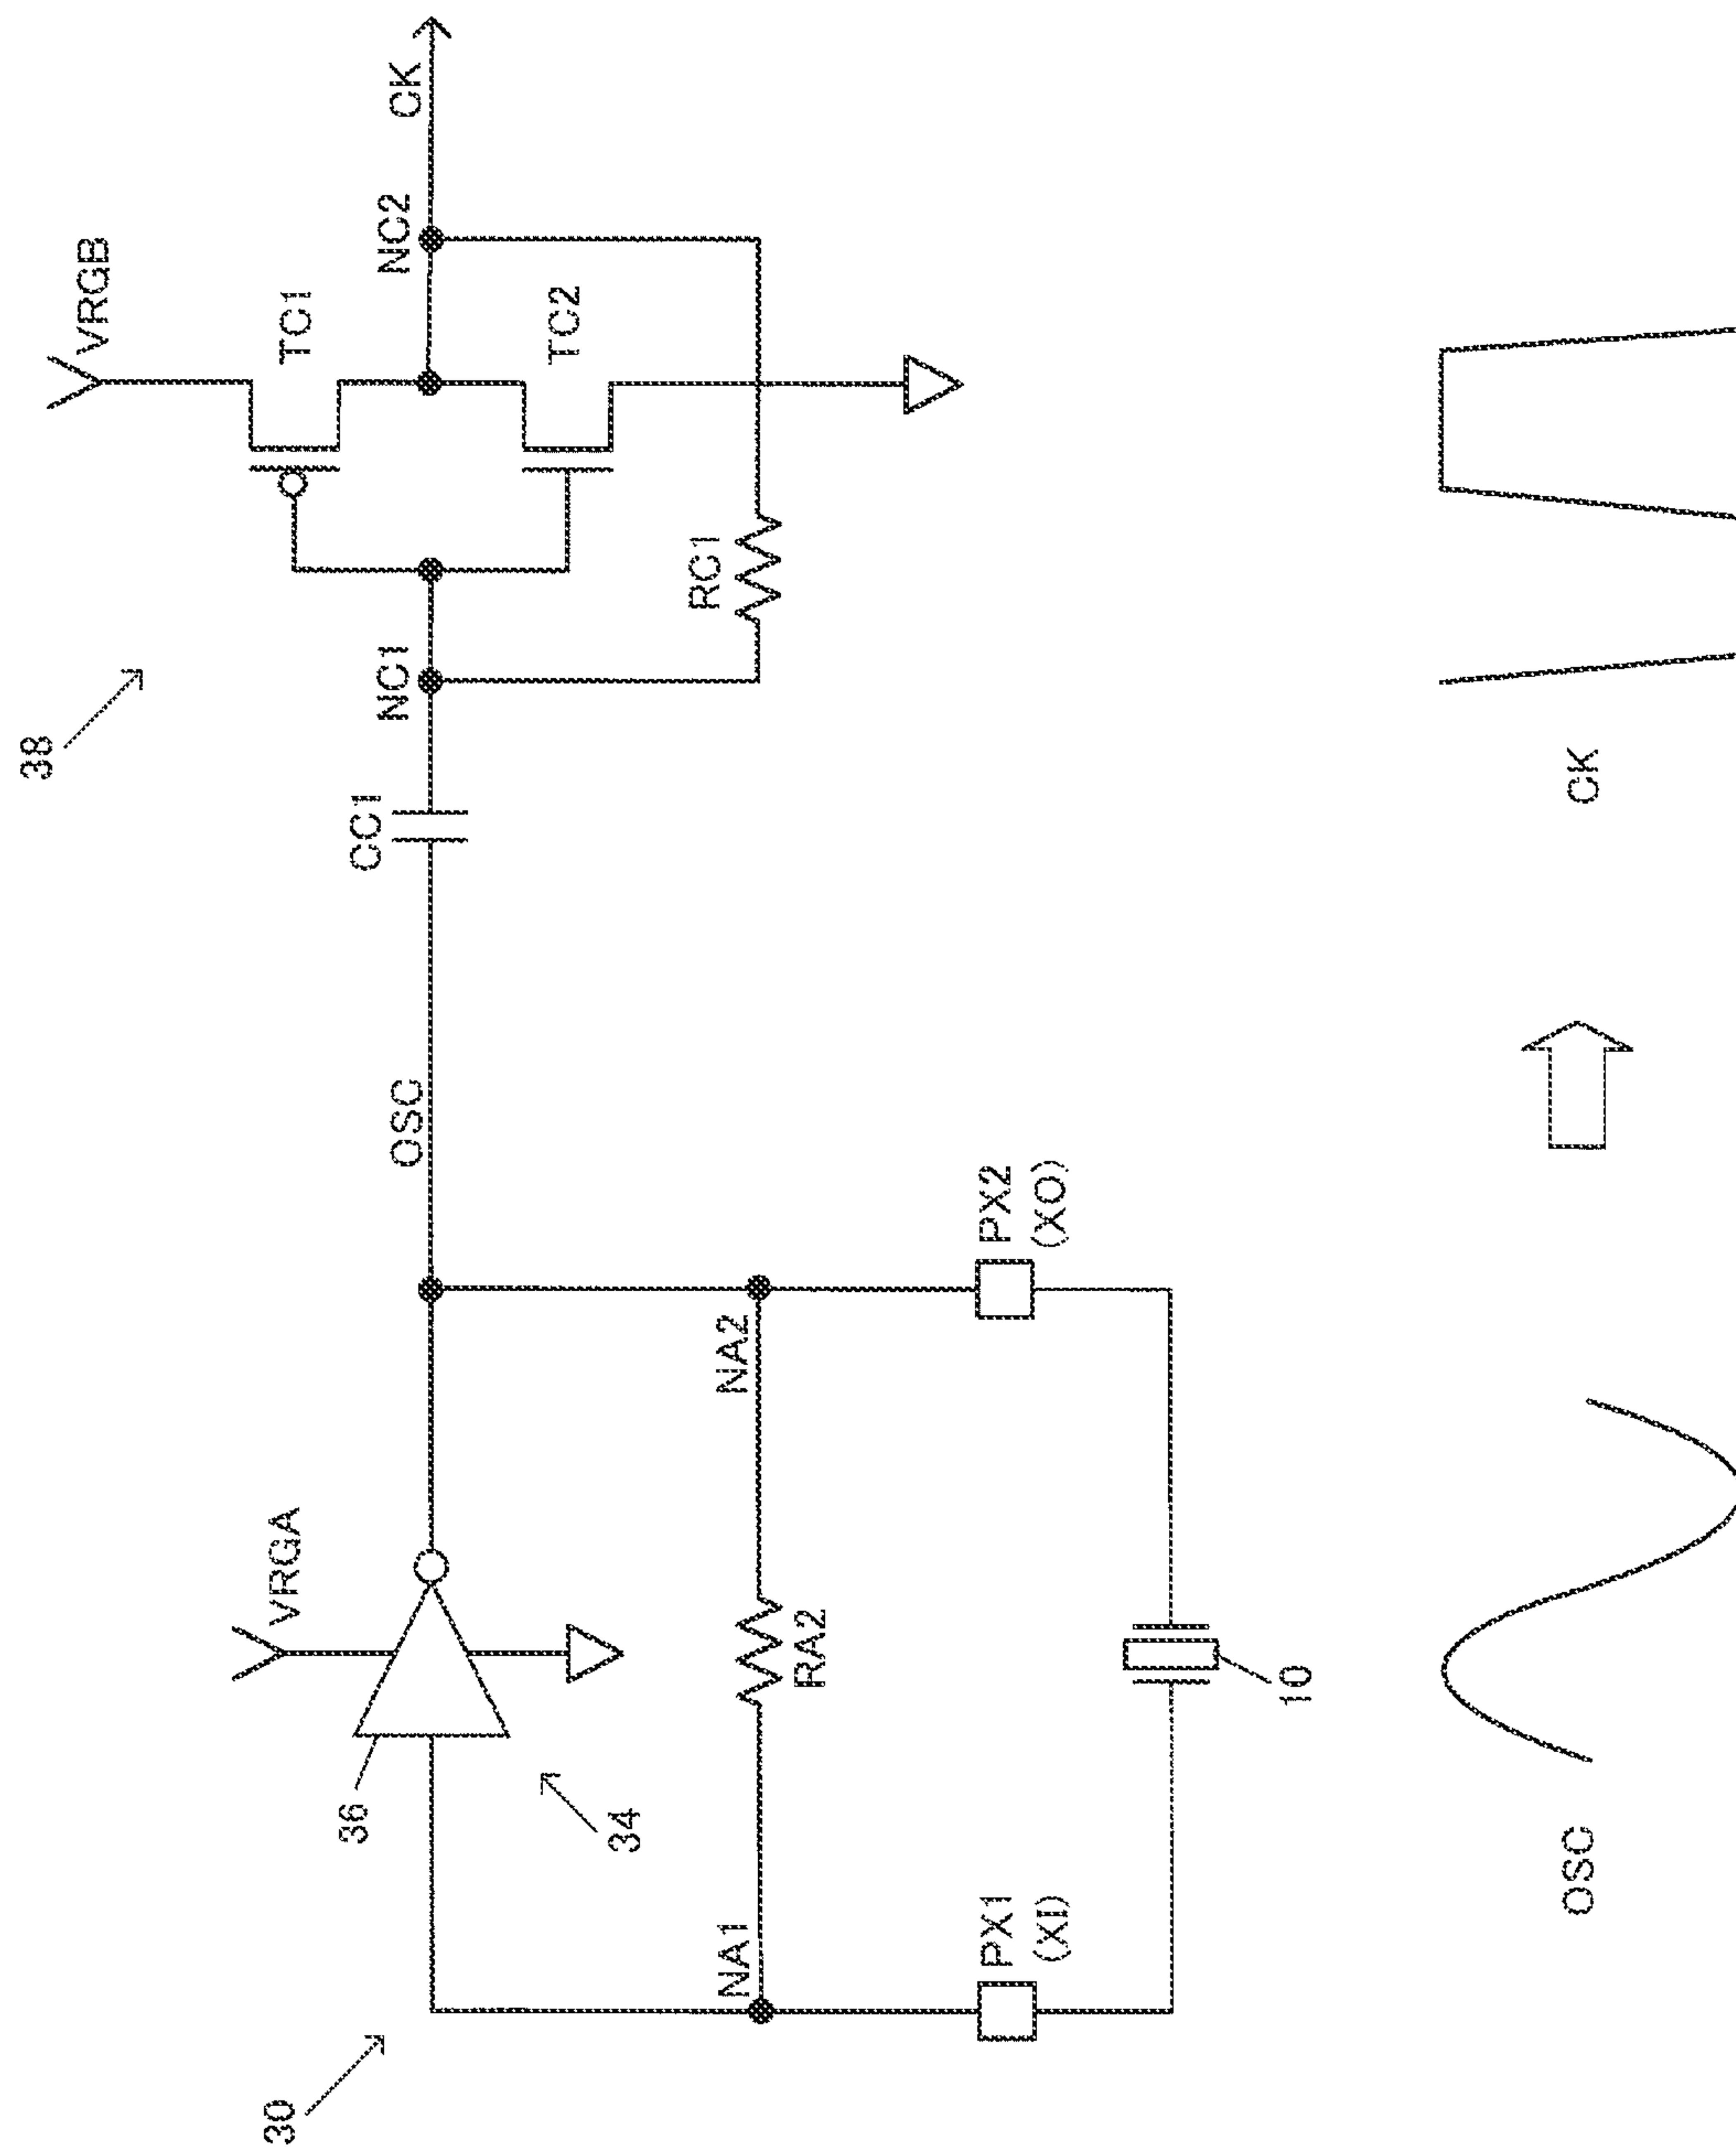 30
38
VRGA
VRGB
36
34
OSC
CC1
NC1
TC1
TC2
NC2
CK
RC1
NA1
RA2
NA2
PX1
(XI)
PX2
(XO)
10
OSC
CK